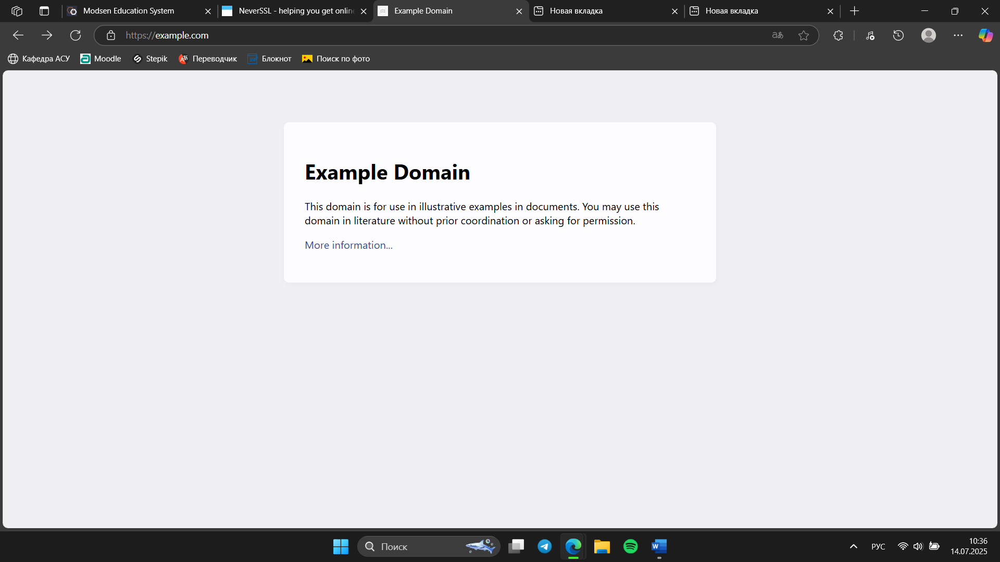 Modsen Education System
NeverSSL - helping you get online
Example Domain
Новая вкладка
Новая вкладка
https://example.com
Кафедра АСУ
Moodle
Stepik
Переводчик
Блокнот
Поиск по фото
Example Domain
This domain is for use in illustrative examples in documents. You may use this
domain in literature without prior coordination or asking for permission.
More information...
Поиск
РУС
10:36
14.07.2025